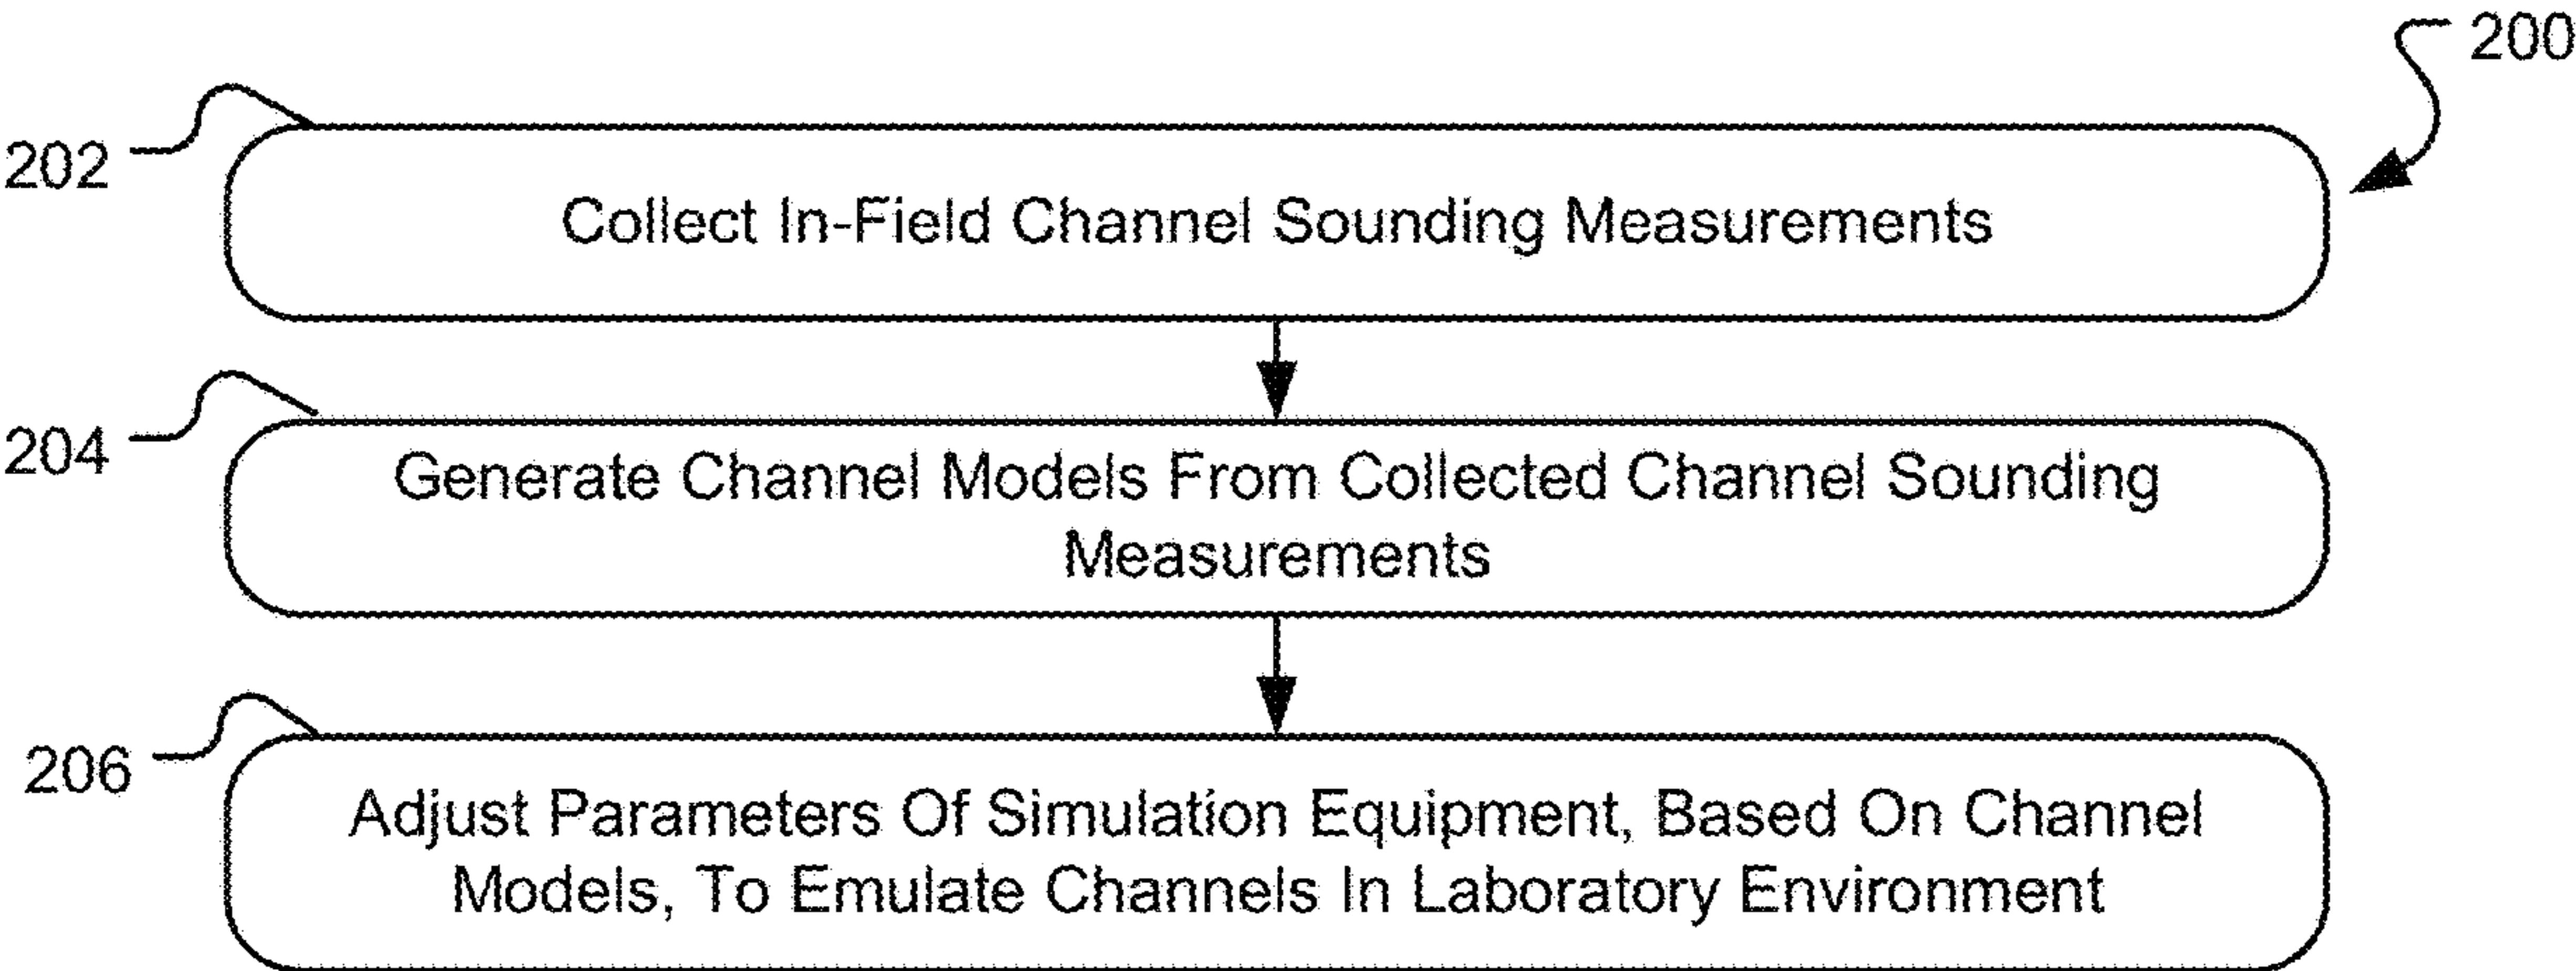 200
202
Collect In-Field Channel Sounding Measurements
204
Generate Channel Models From Collected Channel Sounding
Measurements
206
Adjust Parameters Of Simulation Equipment, Based On Channel
Models, To Emulate Channels In Laboratory Environment